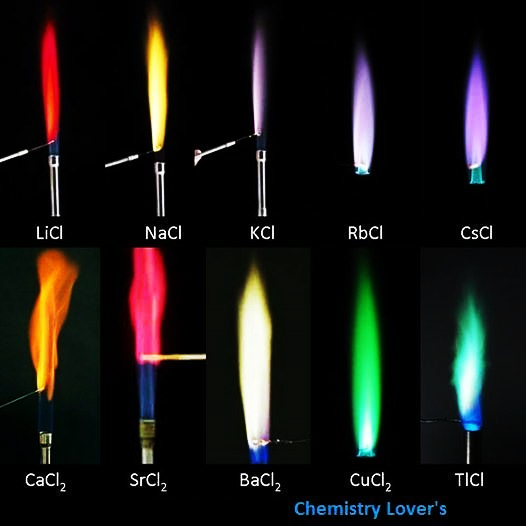 LiCl NaCl KCl RbCl CsCl
CaCl₂ SrCl₂ BaCl₂ CuCl₂ TlCl
Chemistry Lover's